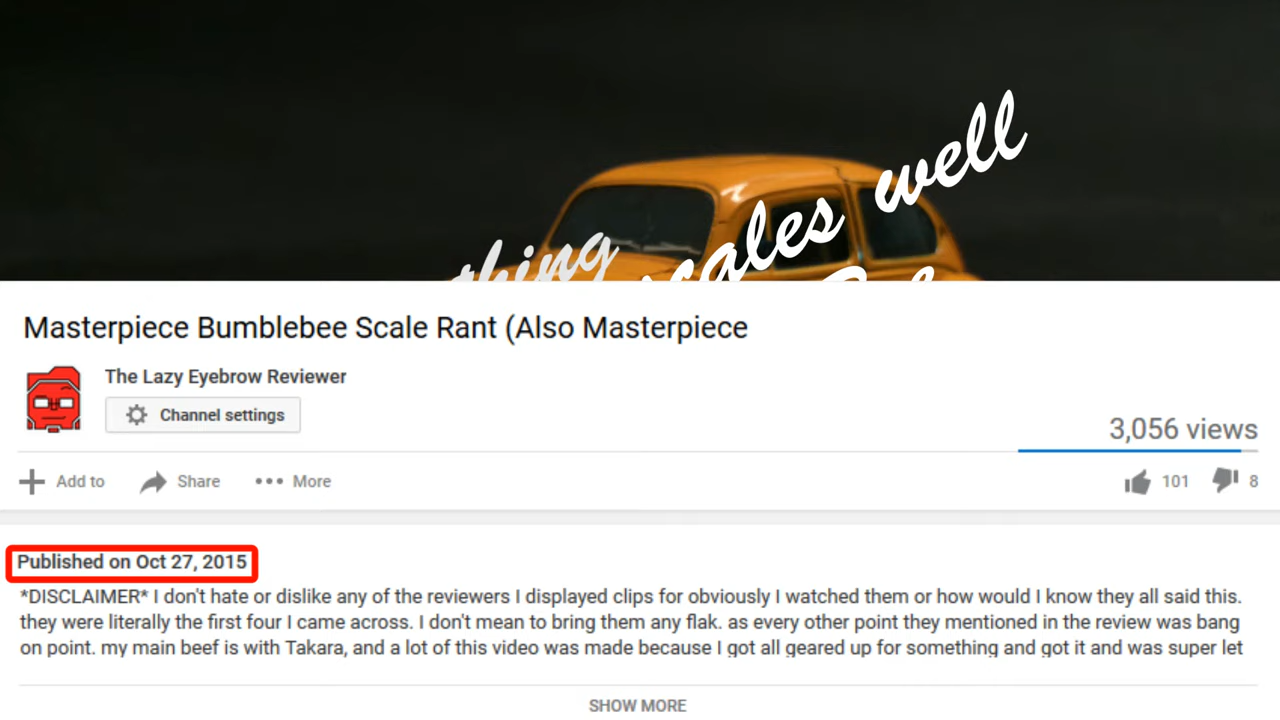 well
scales
thing
Masterpiece Bumblebee Scale Rant (Also Masterpiece
The Lazy Eyebrow Reviewer
Channel settings
3,056 views
Add to Share More 101 8
Published on Oct 27, 2015
*DISCLAIMER* I don't hate or dislike any of the reviewers I displayed clips for obviously I watched them or how would I know they all said this.
they were literally the first four I came across. I don't mean to bring them any flak. as every other point they mentioned in the review was bang
on point. my main beef is with Takara, and a lot of this video was made because I got all geared up for something and got it and was super let
SHOW MORE